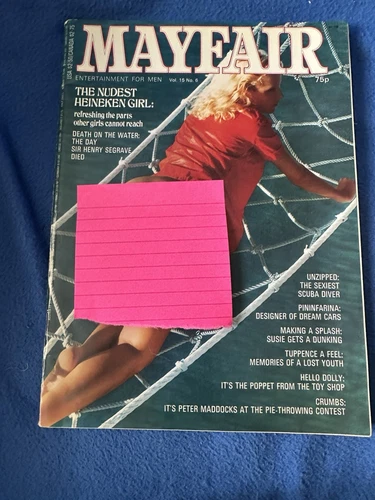 MAYFAIR
ENTERTAINMENT FOR MEN Vol. 15 No. 6 75p
THE NUDEST
HEINEKEN GIRL:
refreshing the parts
other girls cannot reach
DEATH ON THE WATER:
THE DAY
SIR HENRY SEGRAVE
DIED
UNZIPPED:
THE SEXIEST
SCUBA DIVER
PININFARINA:
DESIGNER OF DREAM CARS
MAKING A SPLASH:
SUSIE GETS A DUNKING
TUPPENCE A FEEL:
MEMORIES OF A LOST YOUTH
HELLO DOLLY:
IT'S THE POPPET FROM THE TOY SHOP
CRUMBS:
IT'S PETER MADDOCKS AT THE PIE-THROWING CONTEST